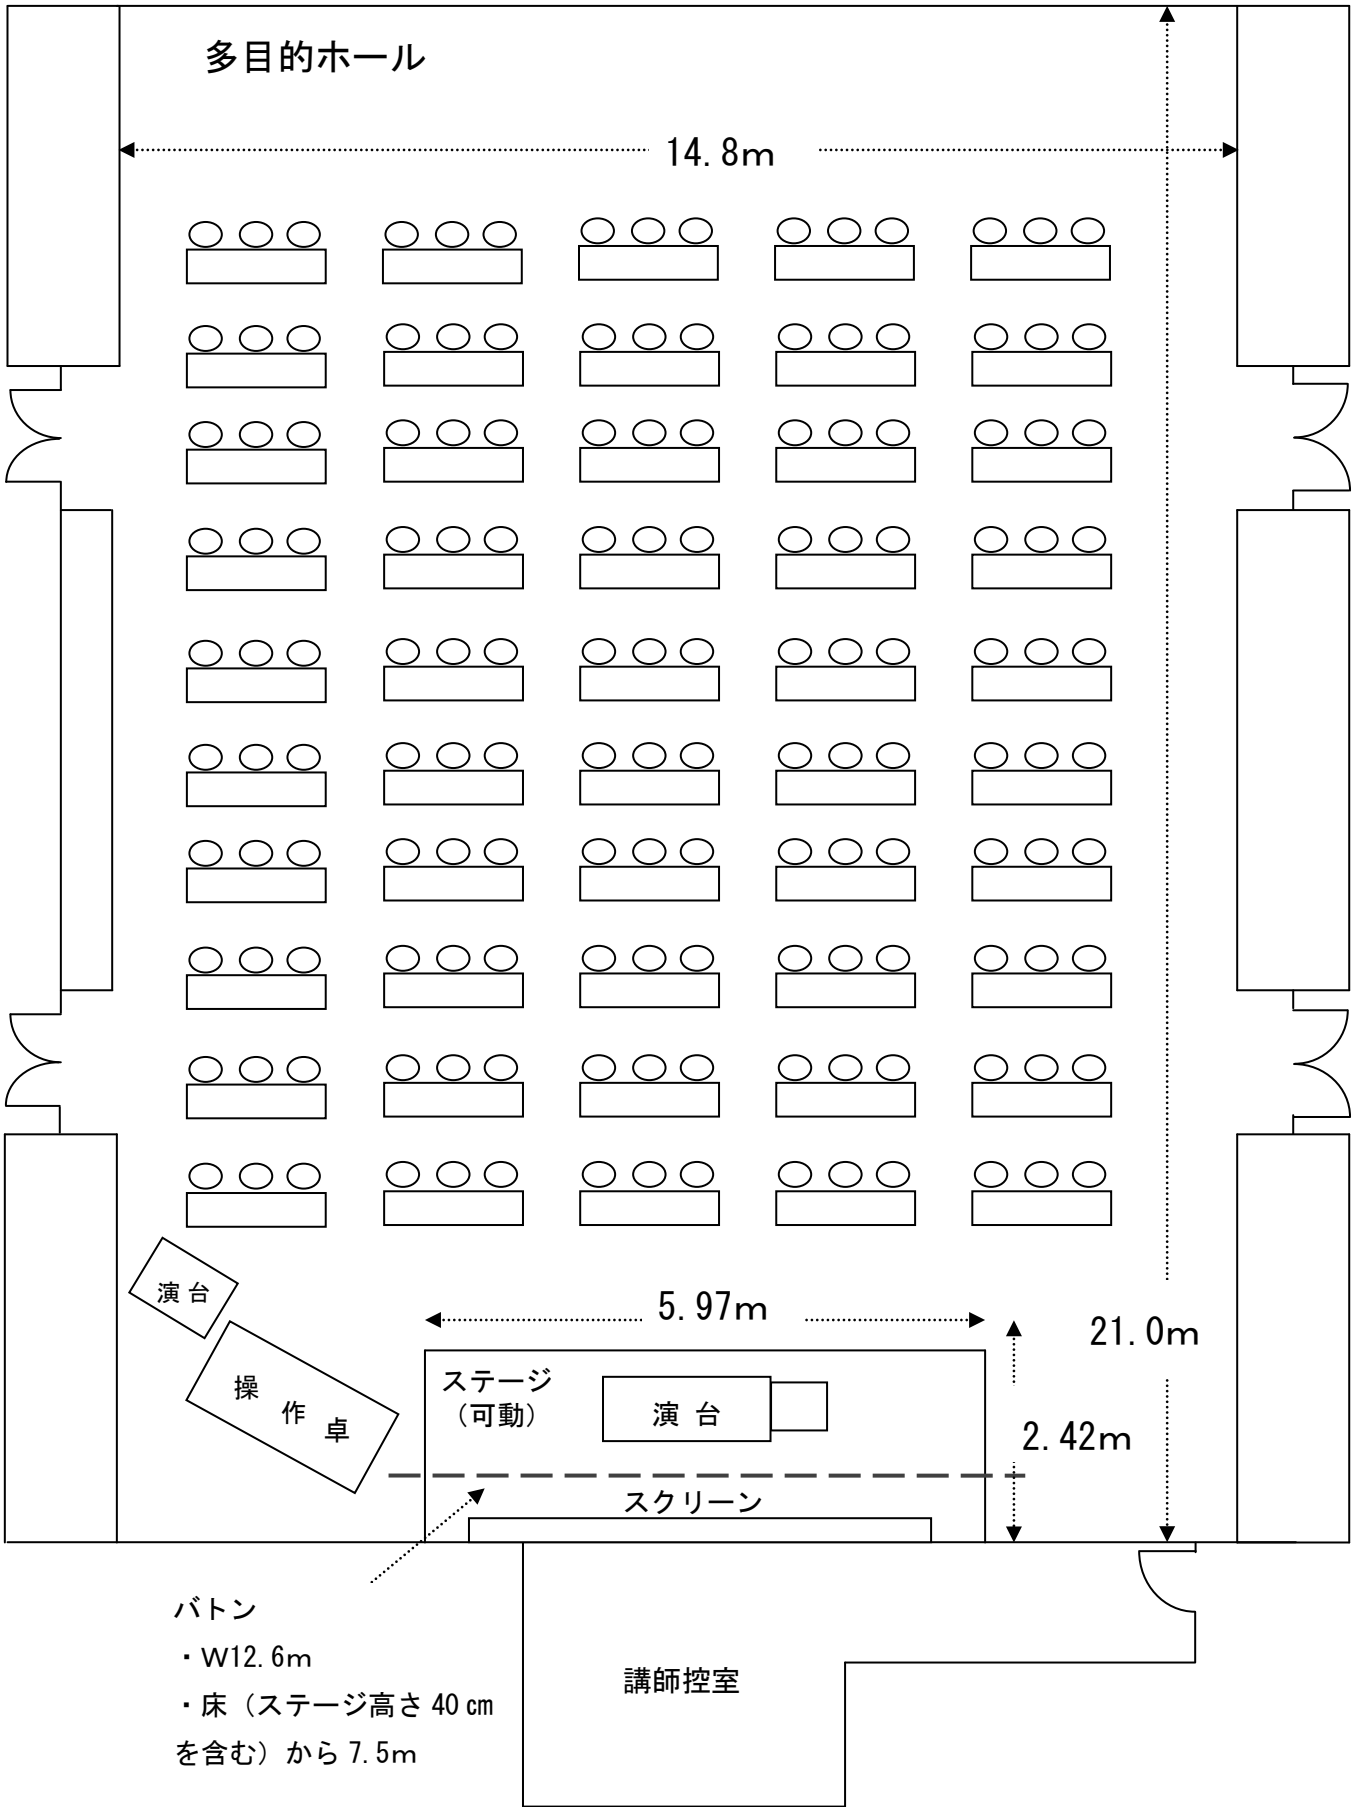 多目的ホール
14.8m
演台
操作卓
5.97m
21.0m
ステージ
（可動）
演台
2.42m
スクリーン
バトン
・W12.6m
・床（ステージ高さ 40 cm
を含む）から 7.5m
講師控室